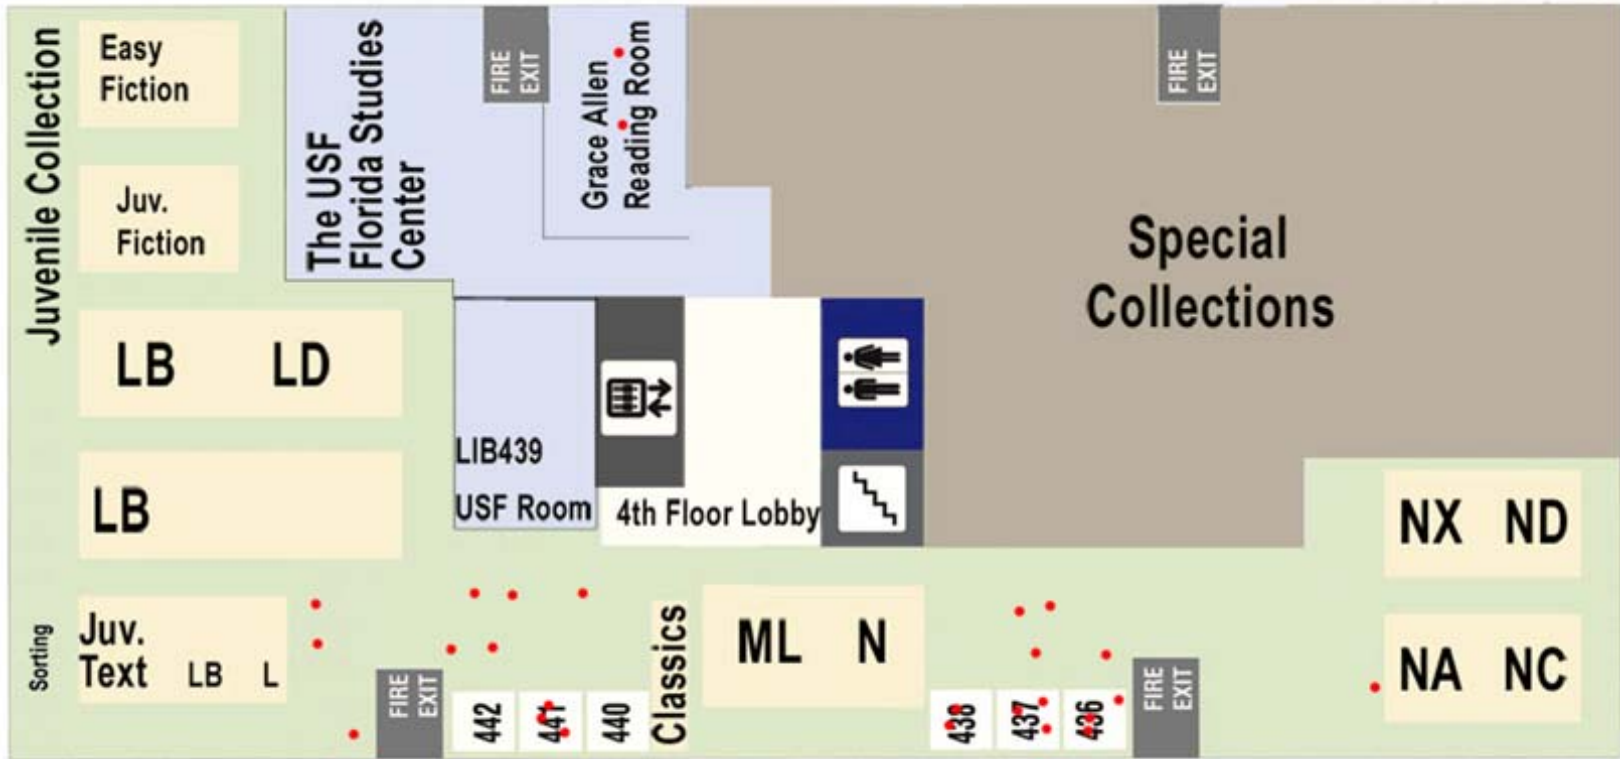 Juvenile Collection
Easy
Fiction
Juv.
Fiction
The USF
Florida Studies
Center
FIRE
EXIT
Grace Allen
Reading Room
FIRE
EXIT
Special
Collections
LB LD
LB
LIB439
USF Room
4th Floor Lobby
NX ND
Sorting
Juv.
Text LB L
FIRE
EXIT
442
441
440
Classics
ML N
438
437
436
FIRE
EXIT
NA NC